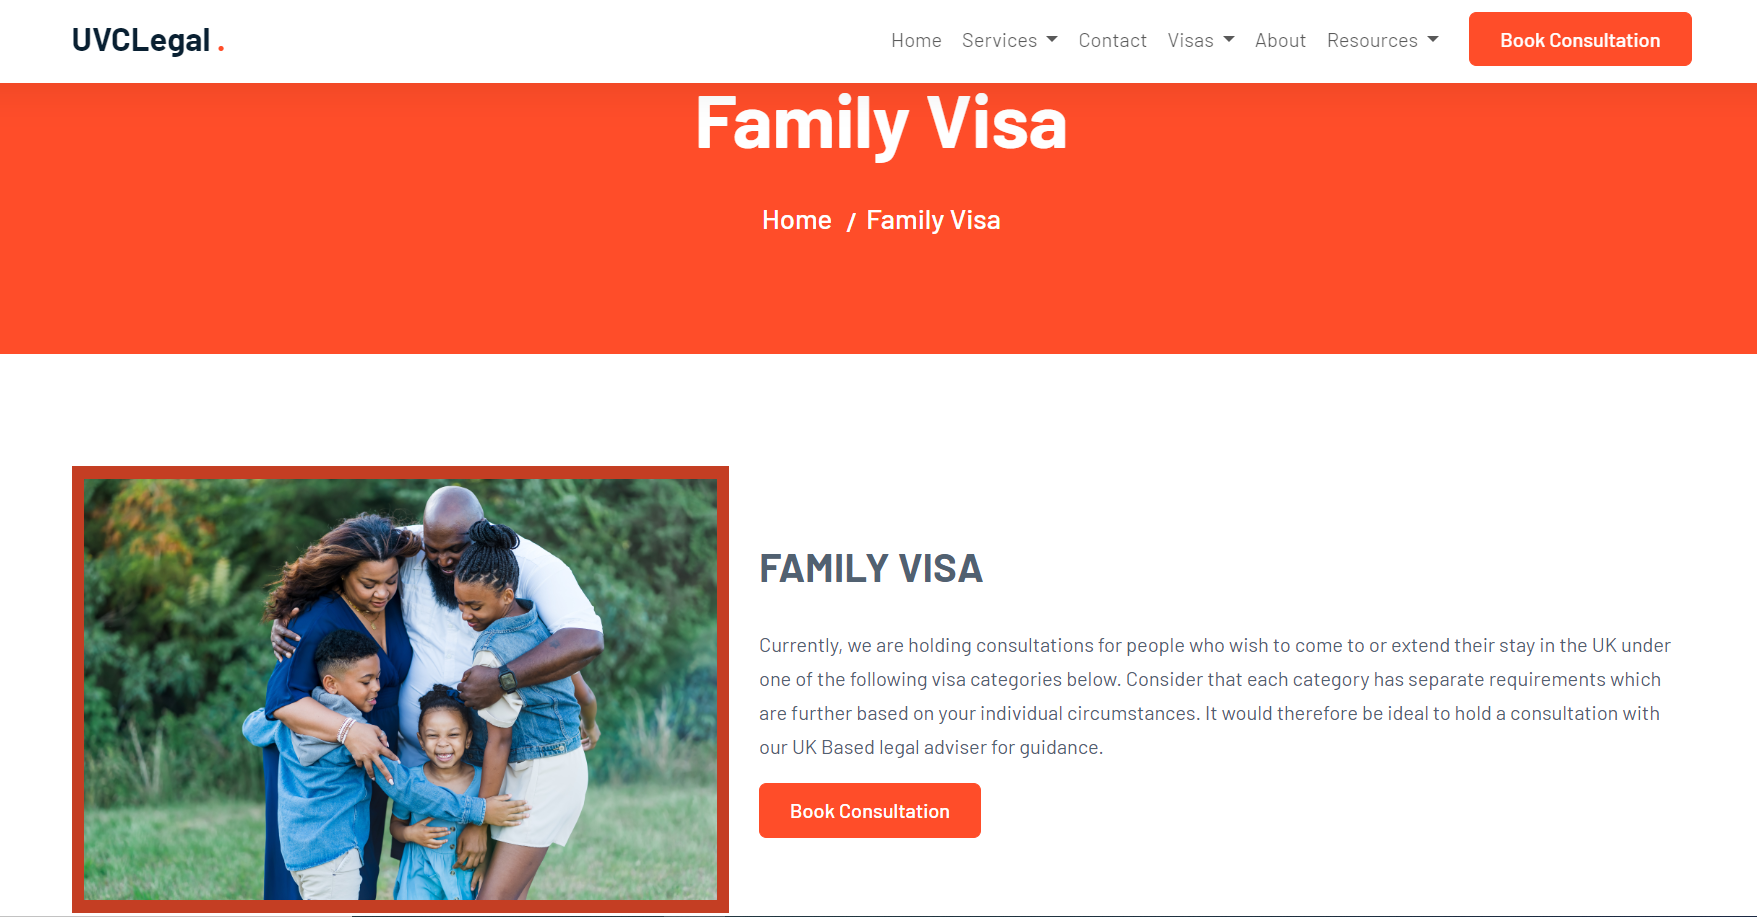 UVCLegal .
Home Services Contact Visas About Resources Book Consultation
Family Visa
Home / Family Visa
FAMILY VISA
Currently, we are holding consultations for people who wish to come to or extend their stay in the UK under
one of the following visa categories below. Consider that each category has separate requirements which
are further based on your individual circumstances. It would therefore be ideal to hold a consultation with
our UK Based legal adviser for guidance.
Book Consultation